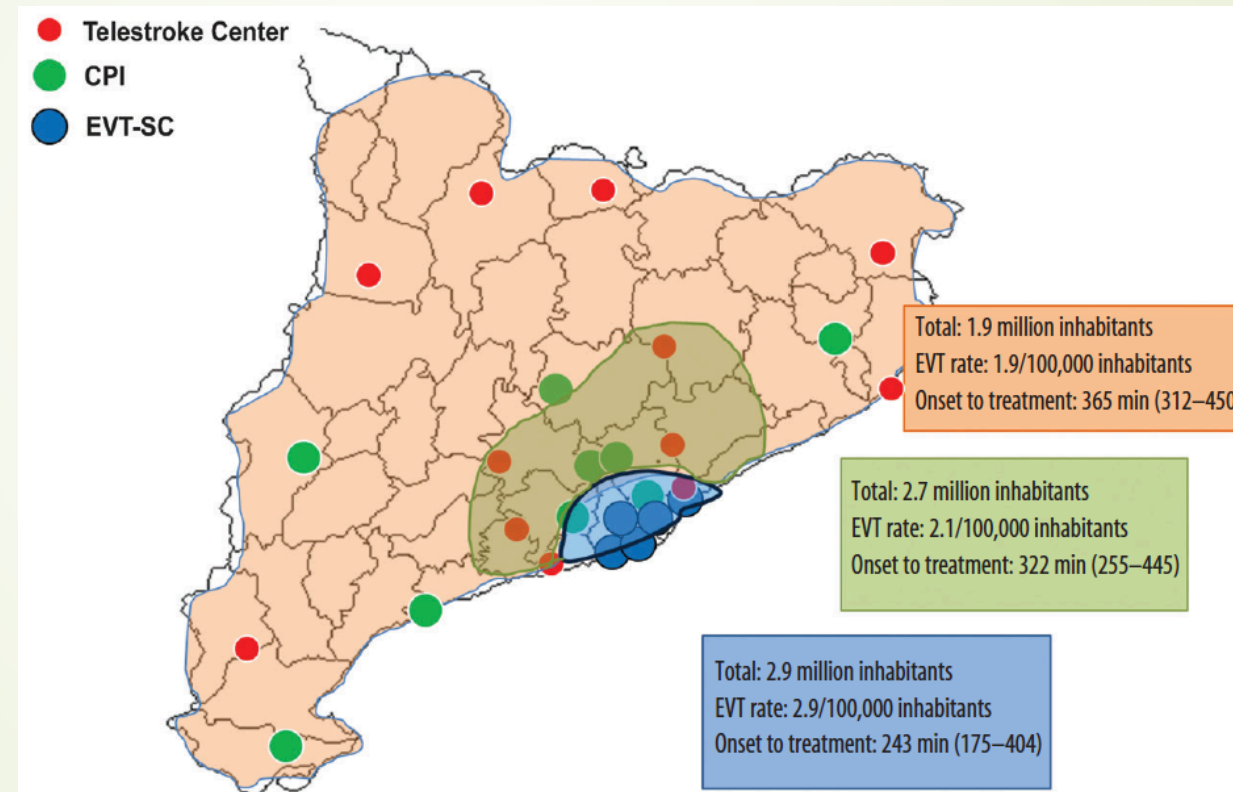 Telestroke Center
CPI
EVT-SC
Total: 1.9 million inhabitants
EVT rate: 1.9/100,000 inhabitants
Onset to treatment: 365 min (312–450
Total: 2.7 million inhabitants
EVT rate: 2.1/100,000 inhabitants
Onset to treatment: 322 min (255–445)
Total: 2.9 million inhabitants
EVT rate: 2.9/100,000 inhabitants
Onset to treatment: 243 min (175–404)